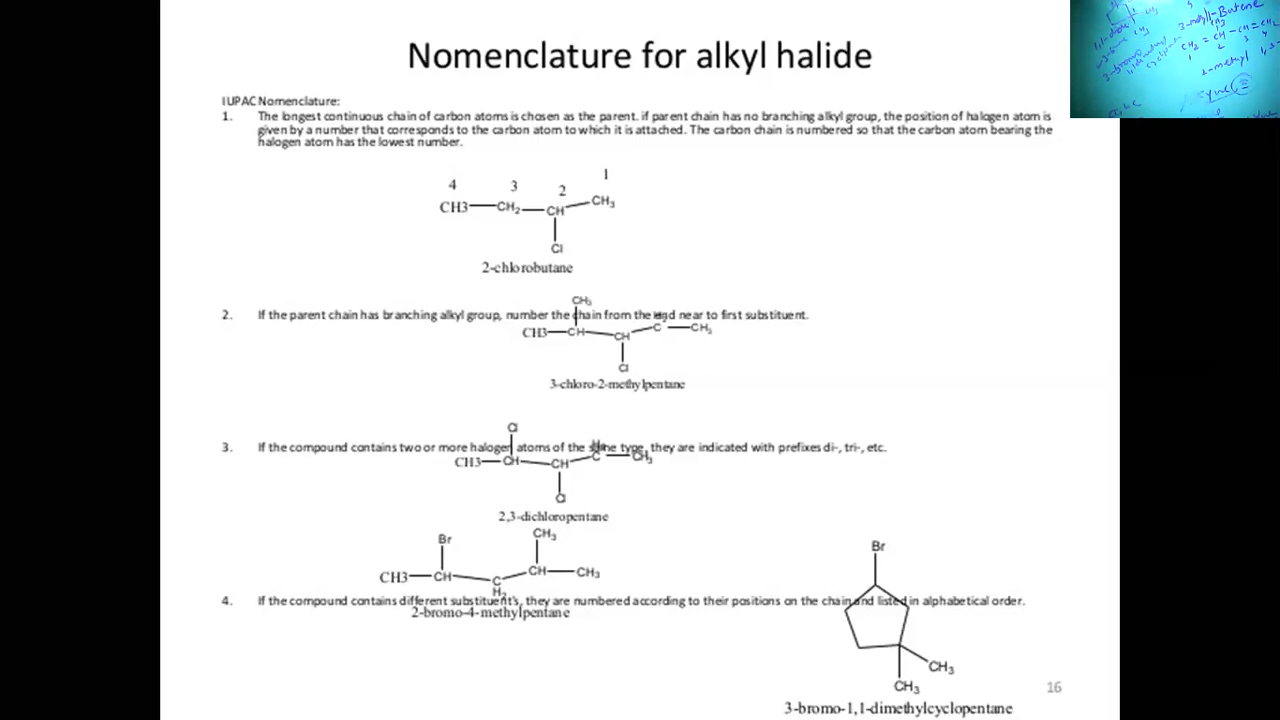 Nomenclature for alkyl halide
3-methyl-Butene
2-methyl
IUPAC Nomenclature:
1. The longest continuous chain of carbon atoms is chosen as the parent. if parent chain has no branching alkyl group, the position of halogen atom is
given by a number that corresponds to the carbon atom to which it is attached. The carbon chain is numbered so that the carbon atom bearing the
halogen atom has the lowest number.
1
4 3 2
CH3 CH2 CH CH3
Cl
2-chlorobutane
CH3
2. If the parent chain has branching alkyl group, number the chain from the end near to first substituent.
CH3 CH CH C CH3
Cl
3-chloro-2-methylpentane
Cl
3. If the compound contains two or more halogen atoms of the same type, they are indicated with prefixes di-, tri-, etc.
CH3 CH CH C CH3
Cl
2,3-dichloropentane
Br CH3 Br
CH3 CH C CH CH3
H2
4. If the compound contains different substituent's, they are numbered according to their positions on the chain and listed in alphabetical order.
2-bromo-4-methylpentane
CH3
CH3
16
3-bromo-1,1-dimethylcyclopentane